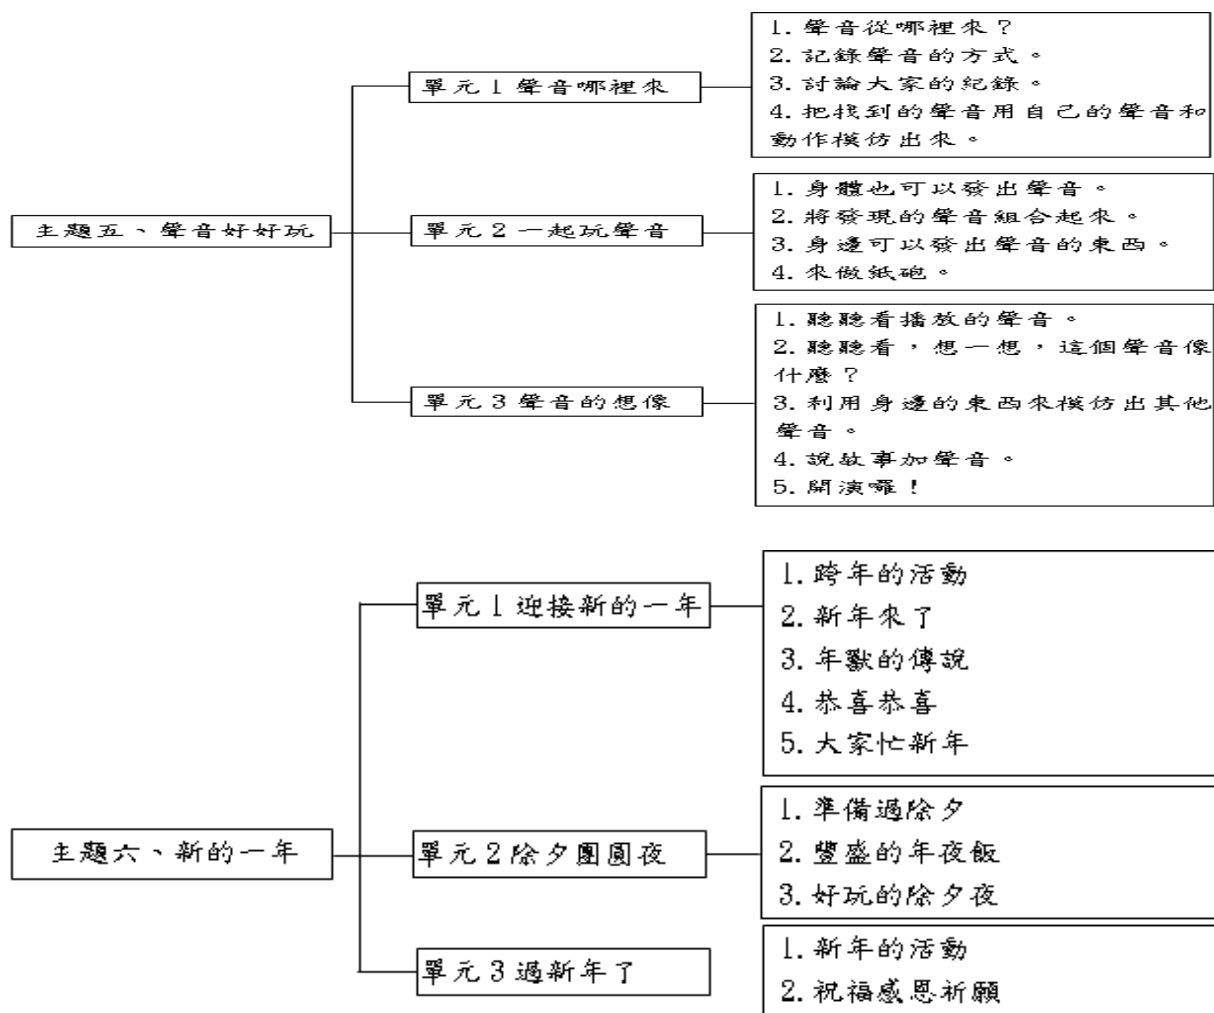 主題五、聲音好好玩
單元1聲音哪裡來
1.聲音從哪裡來？
2.記錄聲音的方式。
3.討論大家的紀錄。
4.把找到的聲音用自己的聲音和
動作模仿出來。
單元2一起玩聲音
1.身體也可以發出聲音。
2.將發現的聲音組合起來。
3.身邊可以發出聲音的東西。
4.來做紙砲。
單元3聲音的想像
1.聽聽看播放的聲音。
2.聽聽看，想一想，這個聲音像
什麼？
3.利用身邊的東西來模仿出其他
聲音。
4.說故事加聲音。
5.開演囉！
主題六、新的一年
單元1迎接新的一年
1.跨年的活動
2.新年來了
3.年獸的傳說
4.恭喜恭喜
5.大家忙新年
單元2除夕團圓夜
1.準備過除夕
2.豐盛的年夜飯
3.好玩的除夕夜
單元3過新年了
1.新年的活動
2.祝福感恩祈願